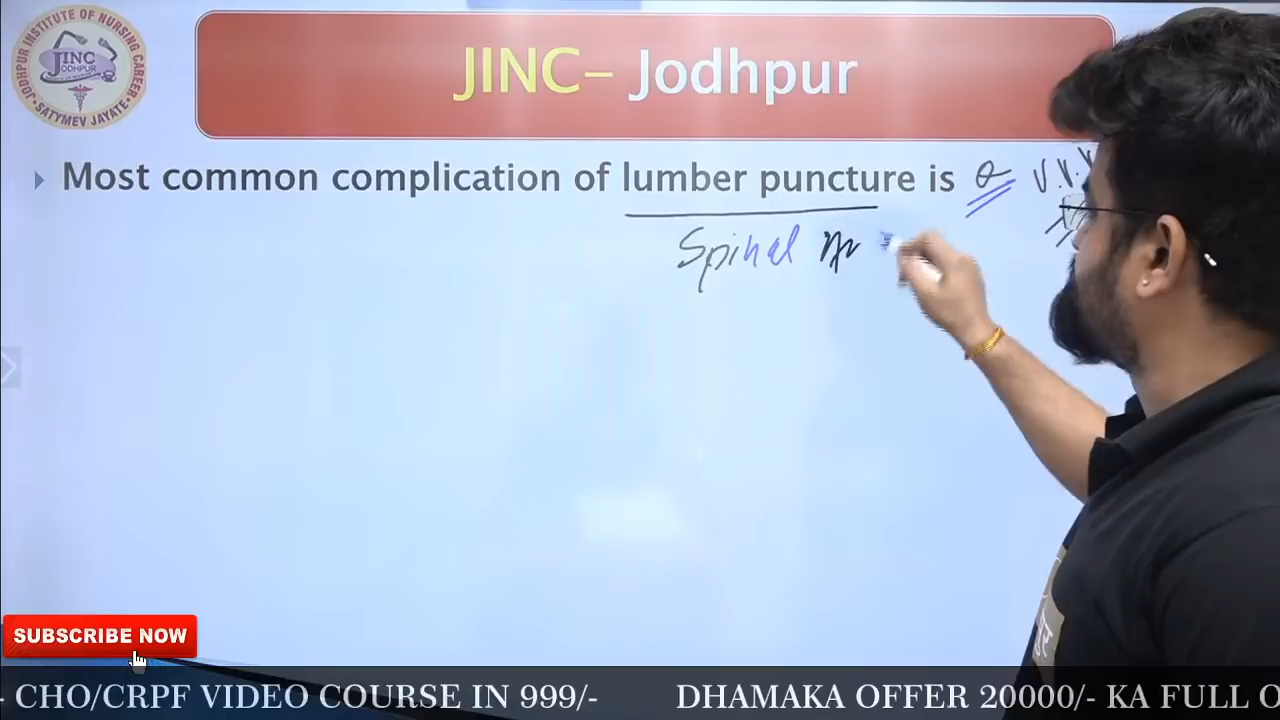 JODHPUR INSTITUTE OF NURSING CAREER
JINC
JODHPUR
SATYMEV JAYATE
JINC– Jodhpur
Most common complication of lumber puncture is
V.V.
Spinal
SUBSCRIBE NOW
- CHO/CRPF VIDEO COURSE IN 999/- DHAMAKA OFFER 20000/- KA FULL